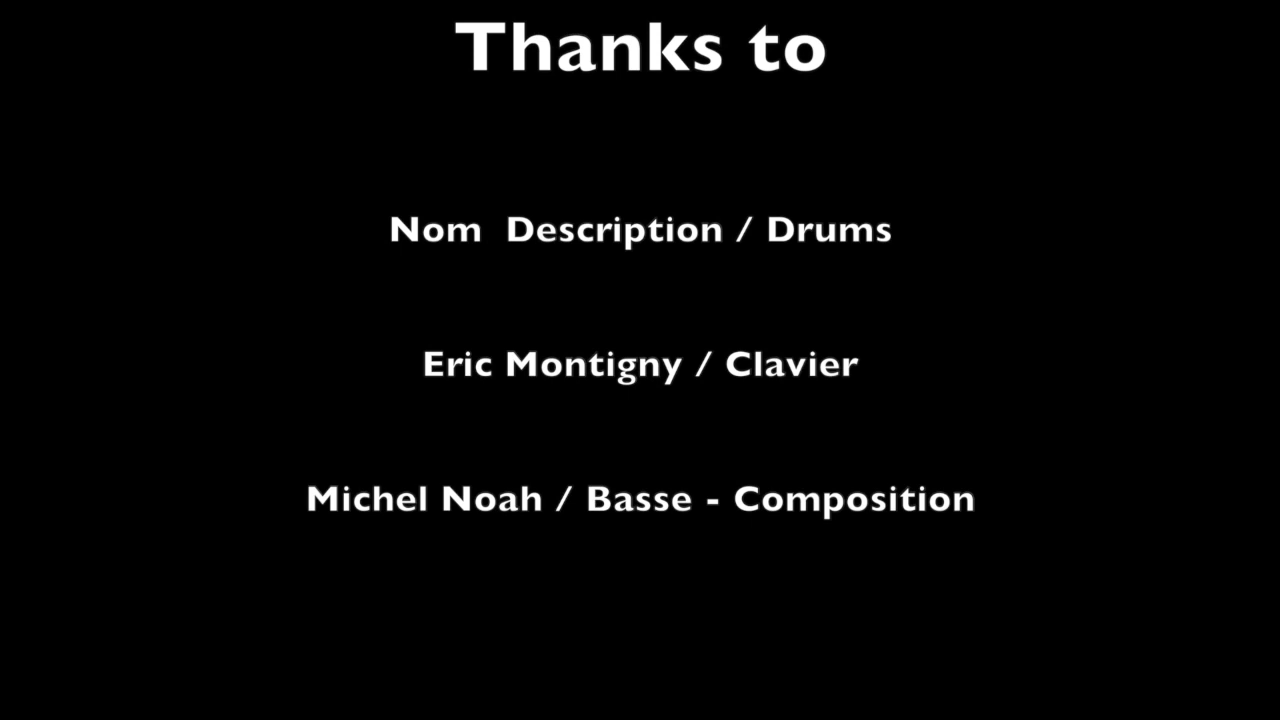 Thanks to
Nom  Description / Drums
Eric Montigny / Clavier
Michel Noah / Basse - Composition